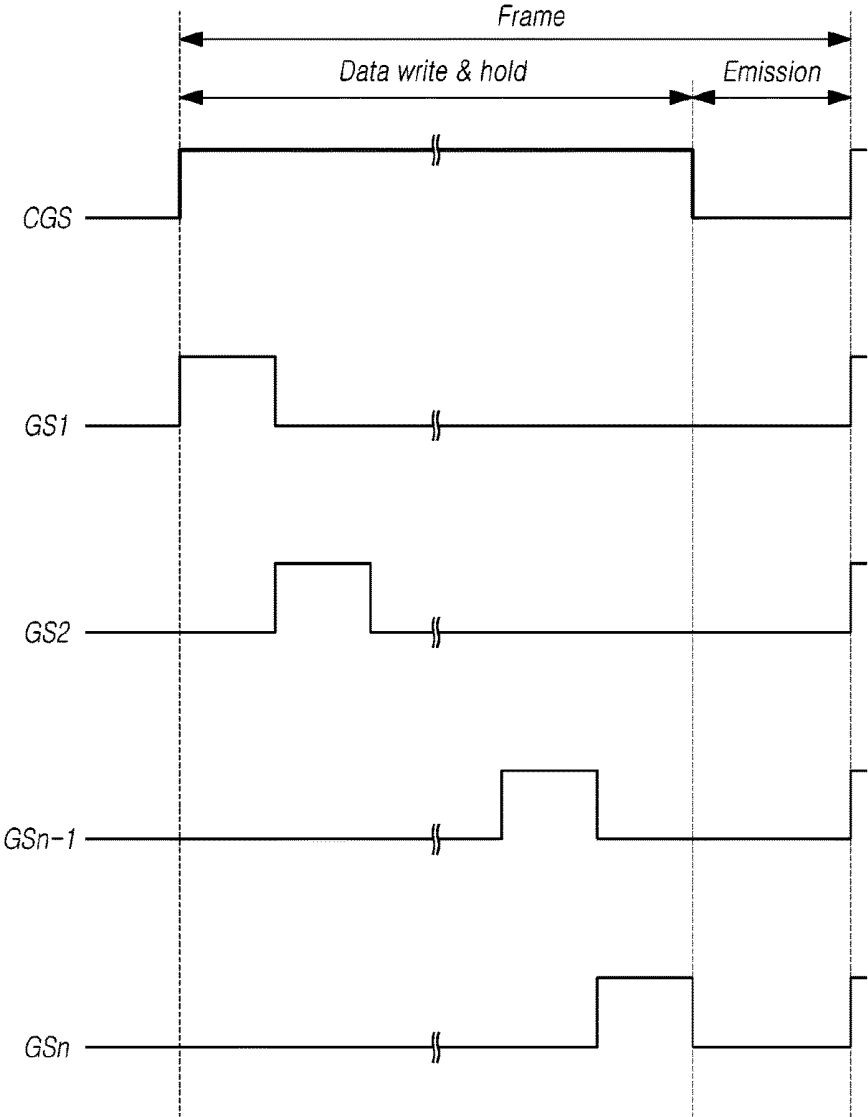 Frame
Data write & hold
Emission
CGS
GS1
GS2
GSn-1
GSn